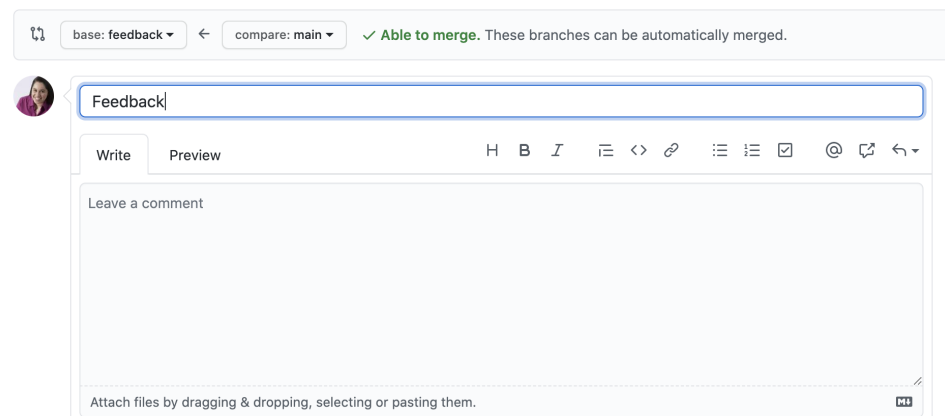 base: feedback compare: main Able to merge. These branches can be automatically merged.
Feedback
Write Preview H B I
Leave a comment
Attach files by dragging & dropping, selecting or pasting them.